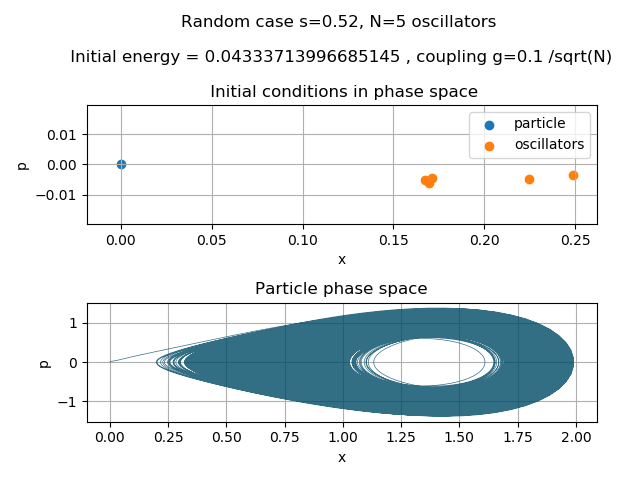 Random case s=0.52, N=5 oscillators
Initial energy = 0.04333713996685145 , coupling g=0.1 /sqrt(N)
Initial conditions in phase space
particle
oscillators
0.01
0.00
−0.01
p
0.00 0.05 0.10 0.15 0.20 0.25
x
Particle phase space
1
0
−1
p
0.00 0.25 0.50 0.75 1.00 1.25 1.50 1.75 2.00
x